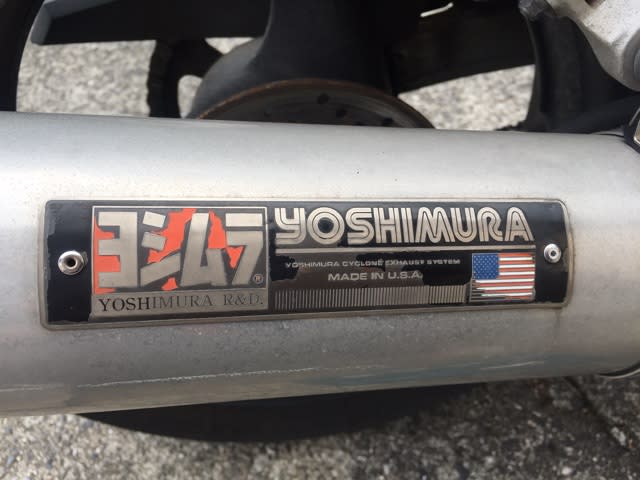 ヨシムラ®
YOSHIMURA R&D.
YOSHIMURA
YOSHIMURA CYCLONE EXHAUST SYSTEM
MADE IN U.S.A.